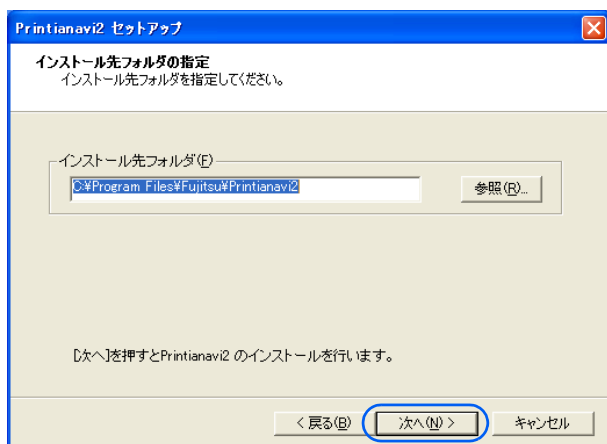 Printianavi2 セットアップ
インストール先フォルダの指定
インストール先フォルダを指定してください。
インストール先フォルダ(F)
C:¥Program Files¥Fujitsu¥Printianavi2
参照(R)...
[次へ]を押すとPrintianavi2 のインストールを行います。
< 戻る(B)
次へ(N) >
キャンセル